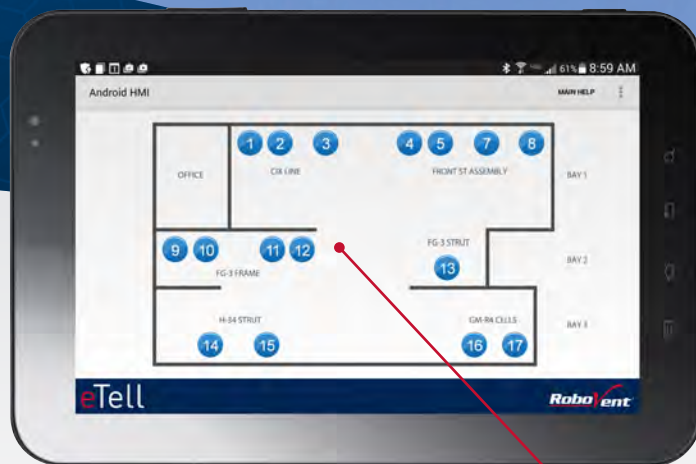 61% 8:59 AM
Android HMI
MAIN HELP
1 2 3 4 5 7 8
OFFICE
CIX LINE
FRONT ST ASSEMBLY
BAY 1
9 10 11 12
FG-3 STRUT
BAY 2
FG-3 FRAME
13
H-34 STRUT
GM-R4 CELLS
BAY 3
14 15 16 17
eTell
RoboVent